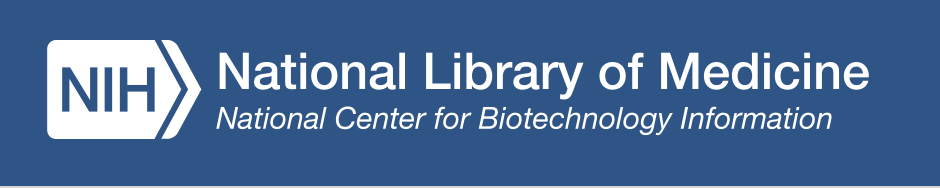 NIH
National Library of Medicine
National Center for Biotechnology Information